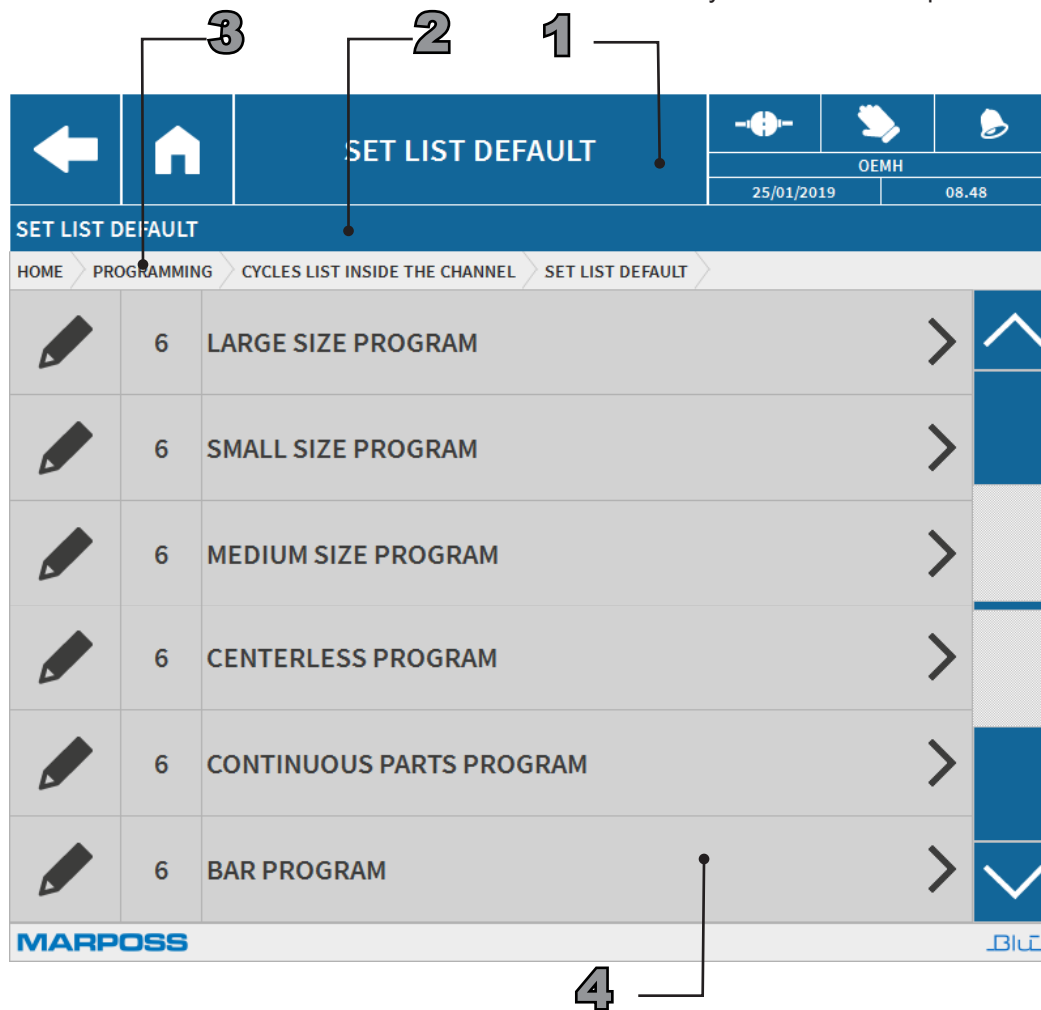 3 2 1
SET LIST DEFAULT
OEMH
25/01/2019 08.48
SET LIST DEFAULT
HOME PROGRAMMING CYCLES LIST INSIDE THE CHANNEL SET LIST DEFAULT
6 LARGE SIZE PROGRAM
6 SMALL SIZE PROGRAM
6 MEDIUM SIZE PROGRAM
6 CENTERLESS PROGRAM
6 CONTINUOUS PARTS PROGRAM
6 BAR PROGRAM
MARPOSS Blú
4